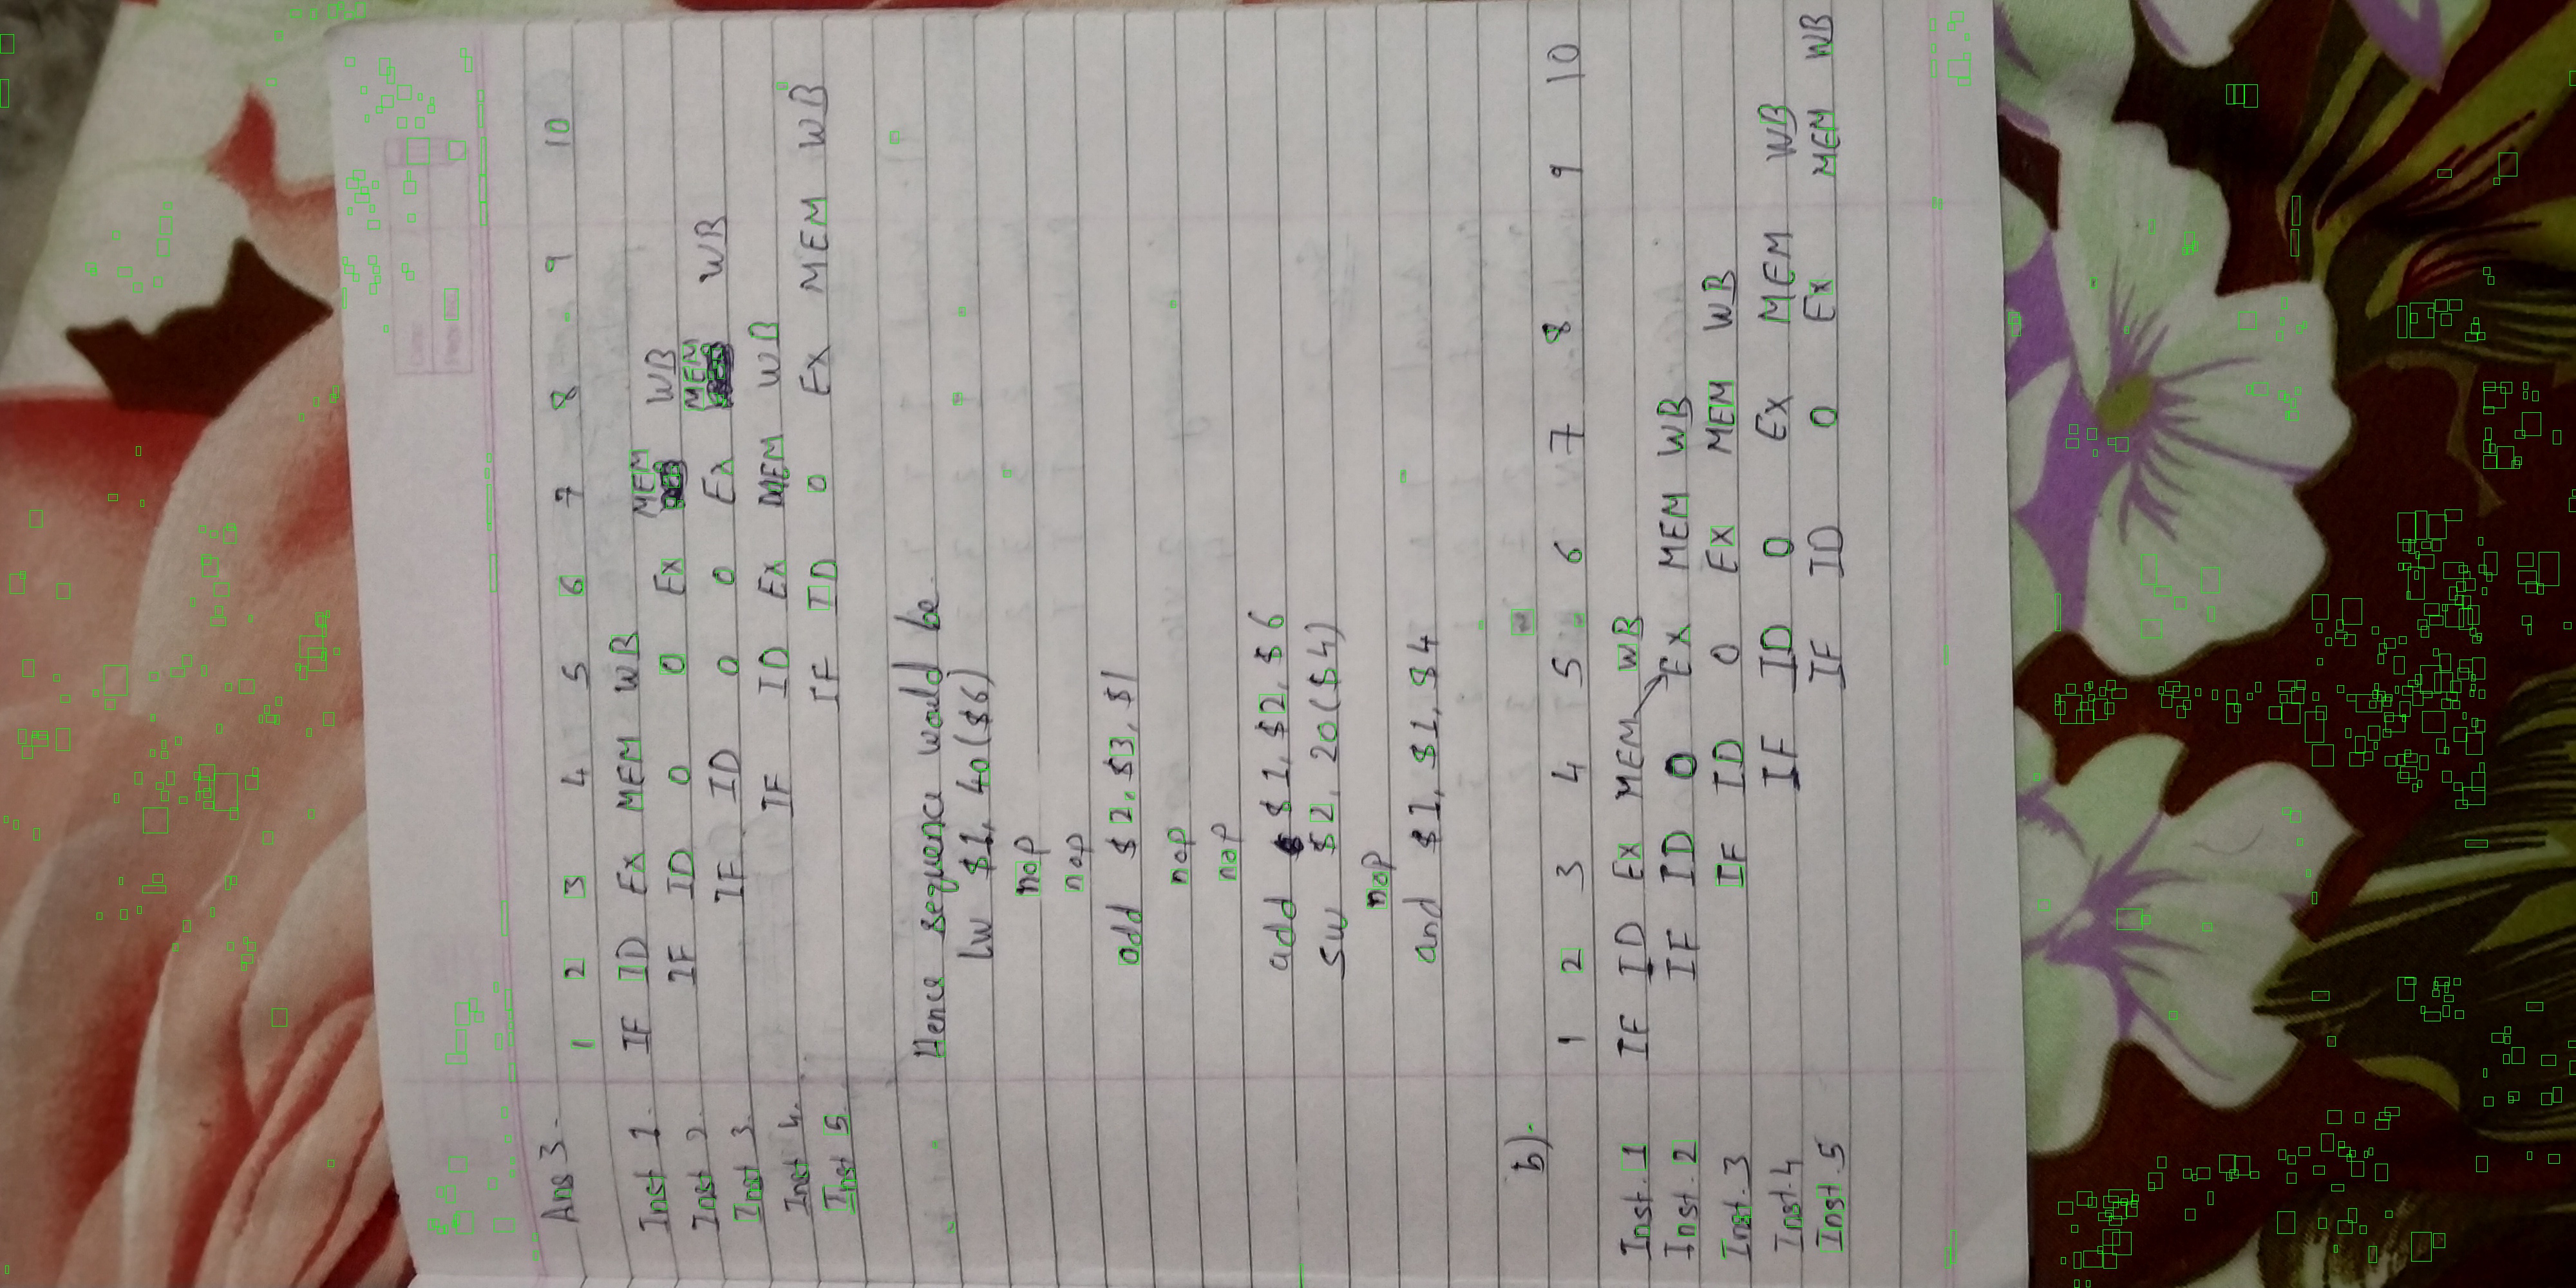 Ans 3.
1 2 3 4 5 6 7 8 9 10
Inst 1. IF ID EX MEM WB
Inst 2. IF ID 0 0 EX MEM WB
Inst 3. IF ID 0 0 EX MEM WB
Inst 4. IF ID EX MEM WB
Inst 5. IF ID 0 EX MEM WB
Hence sequence would be
lw $1, 40($6)
nop
nop
add $2, $3, $1
nop
nop
add $1, $2, $6
sw $2, 20($4)
nop
and $1, $1, $4
b).
1 2 3 4 5 6 7 8 9 10
Inst. 1 IF ID EX MEM WB
Inst. 2 IF ID 0 EX MEM WB
Inst. 3 IF ID 0 EX MEM WB
Inst. 4 IF ID 0 EX MEM WB
Inst. 5 IF ID 0 EX MEM WB